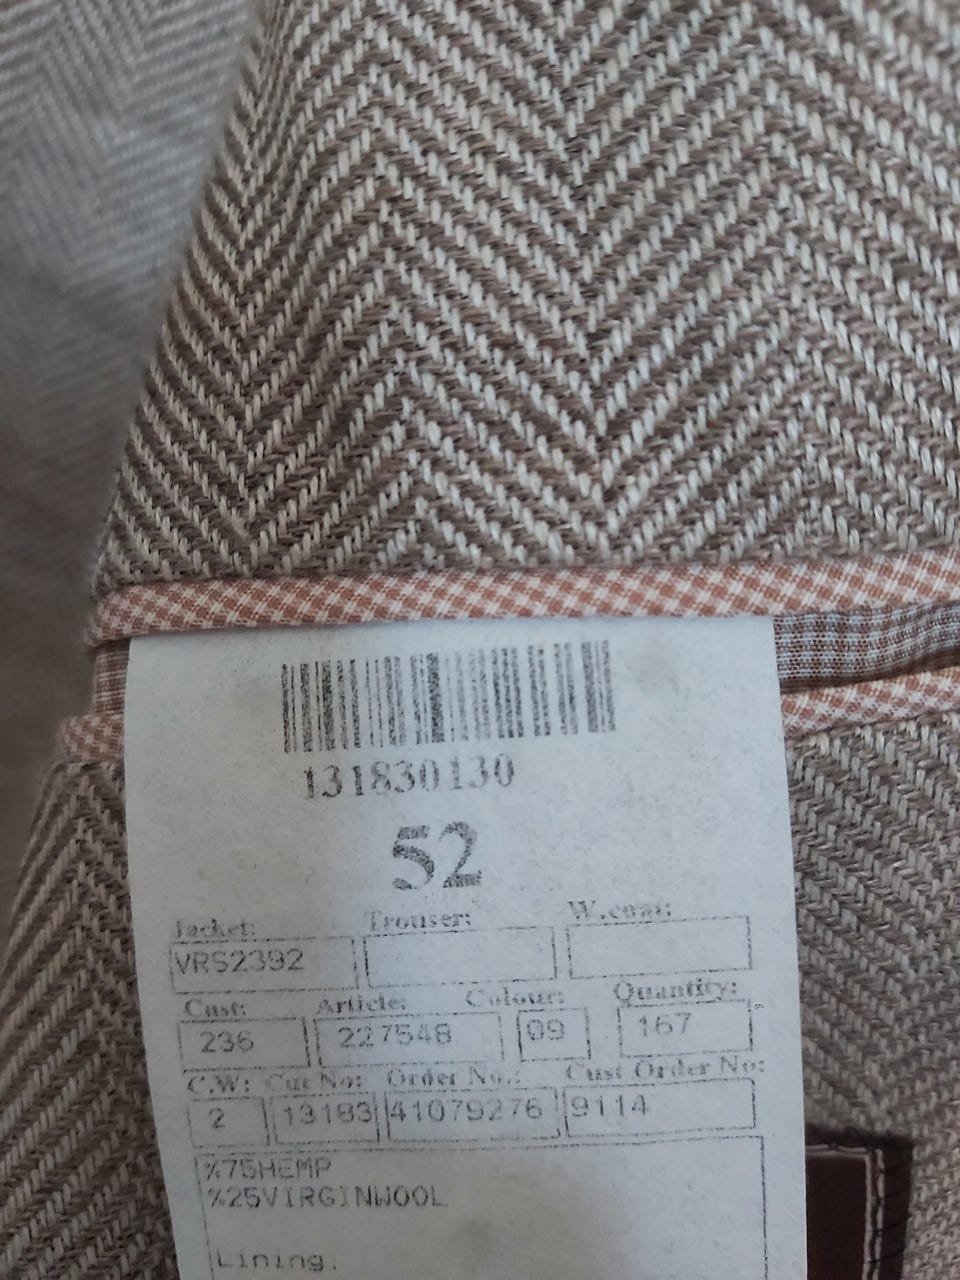 131830130
52
Jacket: Trouser: W.coat:
VRS2392
Cust: Article: Colour: Quantity:
236 227548 09 167
C.W: Cut No: Order No.: Cust Order No:
2 13183 41079276 9114
%75HEMP
%25VIRGINWOOL
Lining.